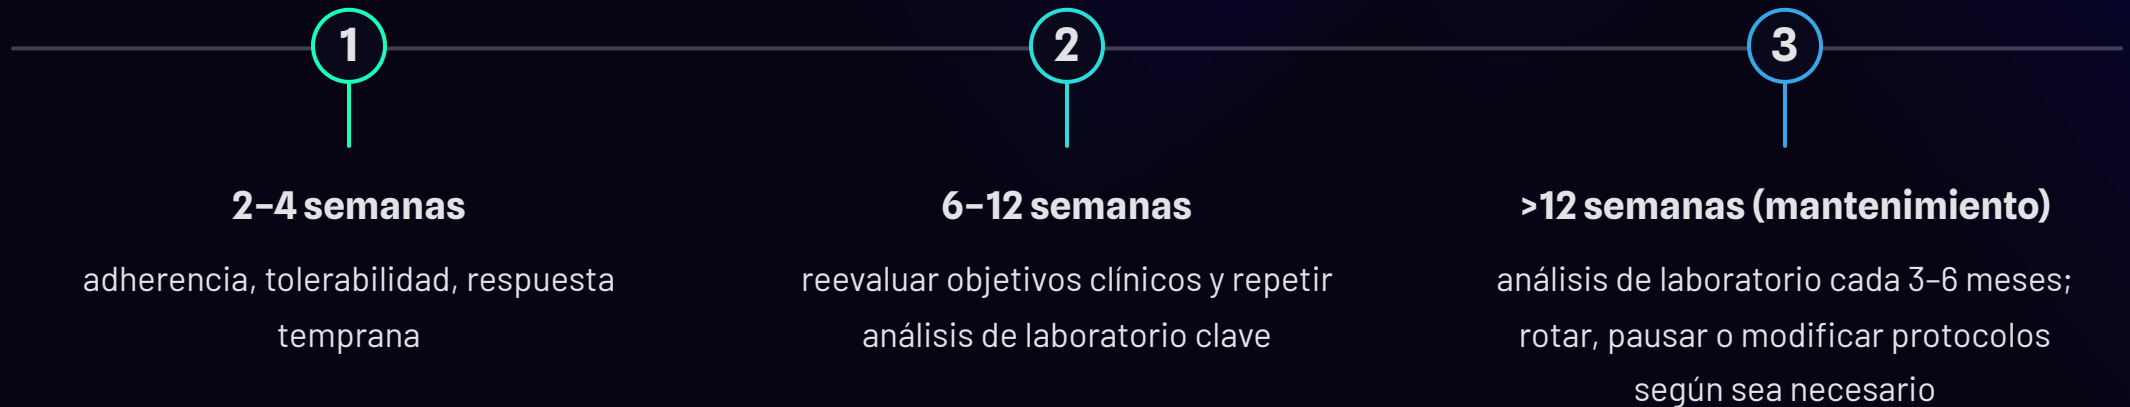 1
2
3
2–4 semanas
adherencia, tolerabilidad, respuesta
temprana
6–12 semanas
reevaluar objetivos clínicos y repetir
análisis de laboratorio clave
>12 semanas (mantenimiento)
análisis de laboratorio cada 3–6 meses;
rotar, pausar o modificar protocolos
según sea necesario